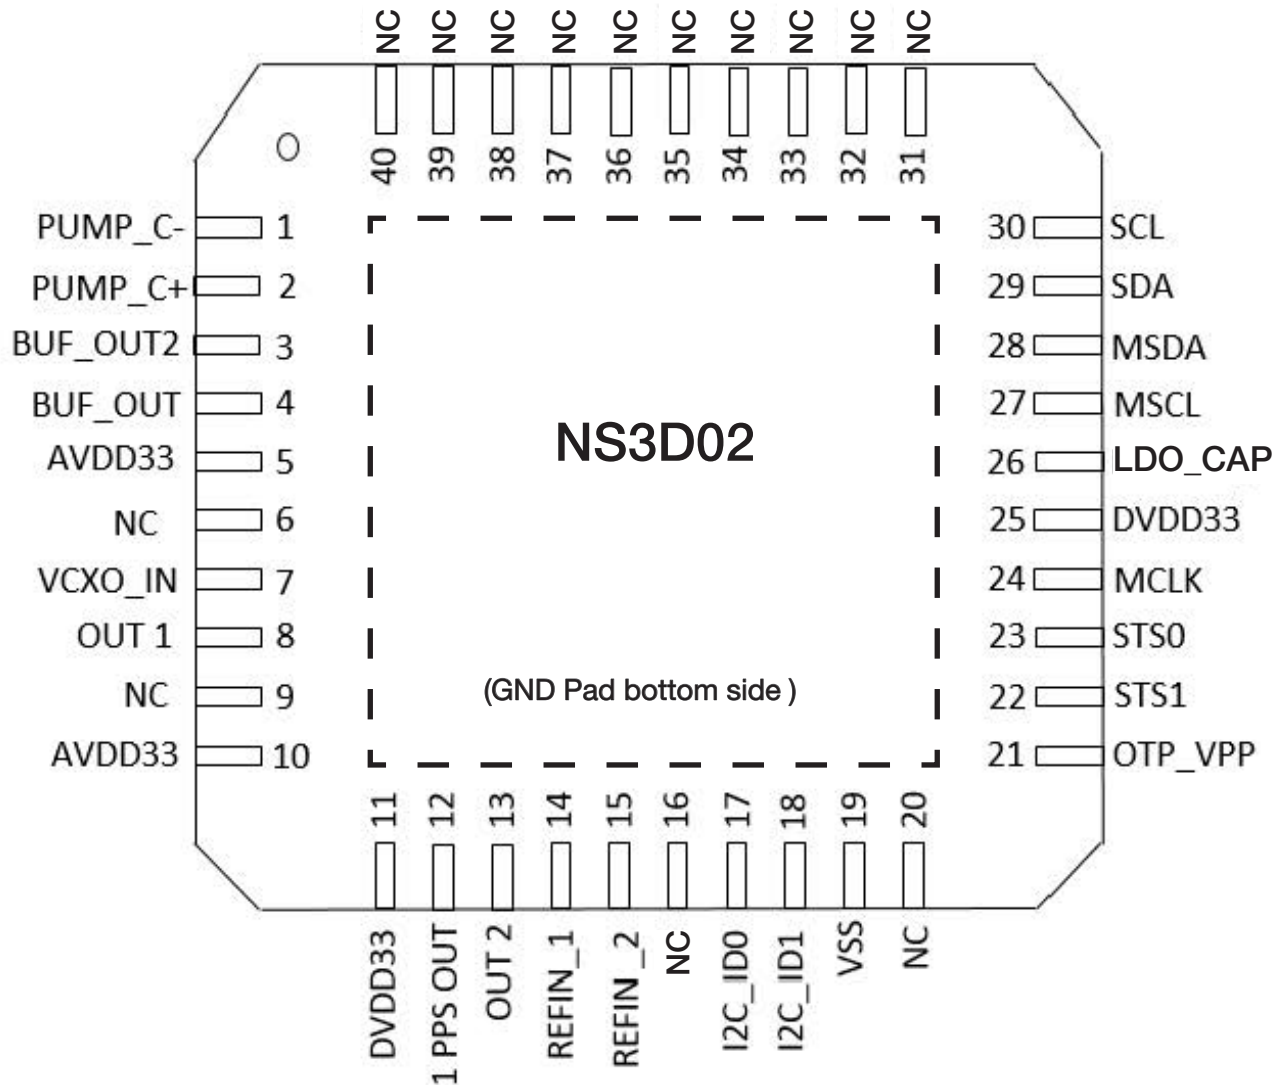 NC NC NC NC NC NC NC NC NC NC
40 39 38 37 36 35 34 33 32 31
PUMP_C- 1 30 SCL
PUMP_C+ 2 29 SDA
BUF_OUT2 3 28 MSDA
BUF_OUT 4 27 MSCL
NS3D02
AVDD33 5 26 LDO_CAP
NC 6 25 DVDD33
VCXO_IN 7 24 MCLK
OUT 1 8 23 STS0
NC 9 (GND Pad bottom side ) 22 STS1
AVDD33 10 21 OTP_VPP
11 12 13 14 15 16 17 18 19 20
DVDD33
1 PPS OUT
OUT 2
REFIN_1
REFIN _2
NC
I2C_ID0
I2C_ID1
VSS
NC